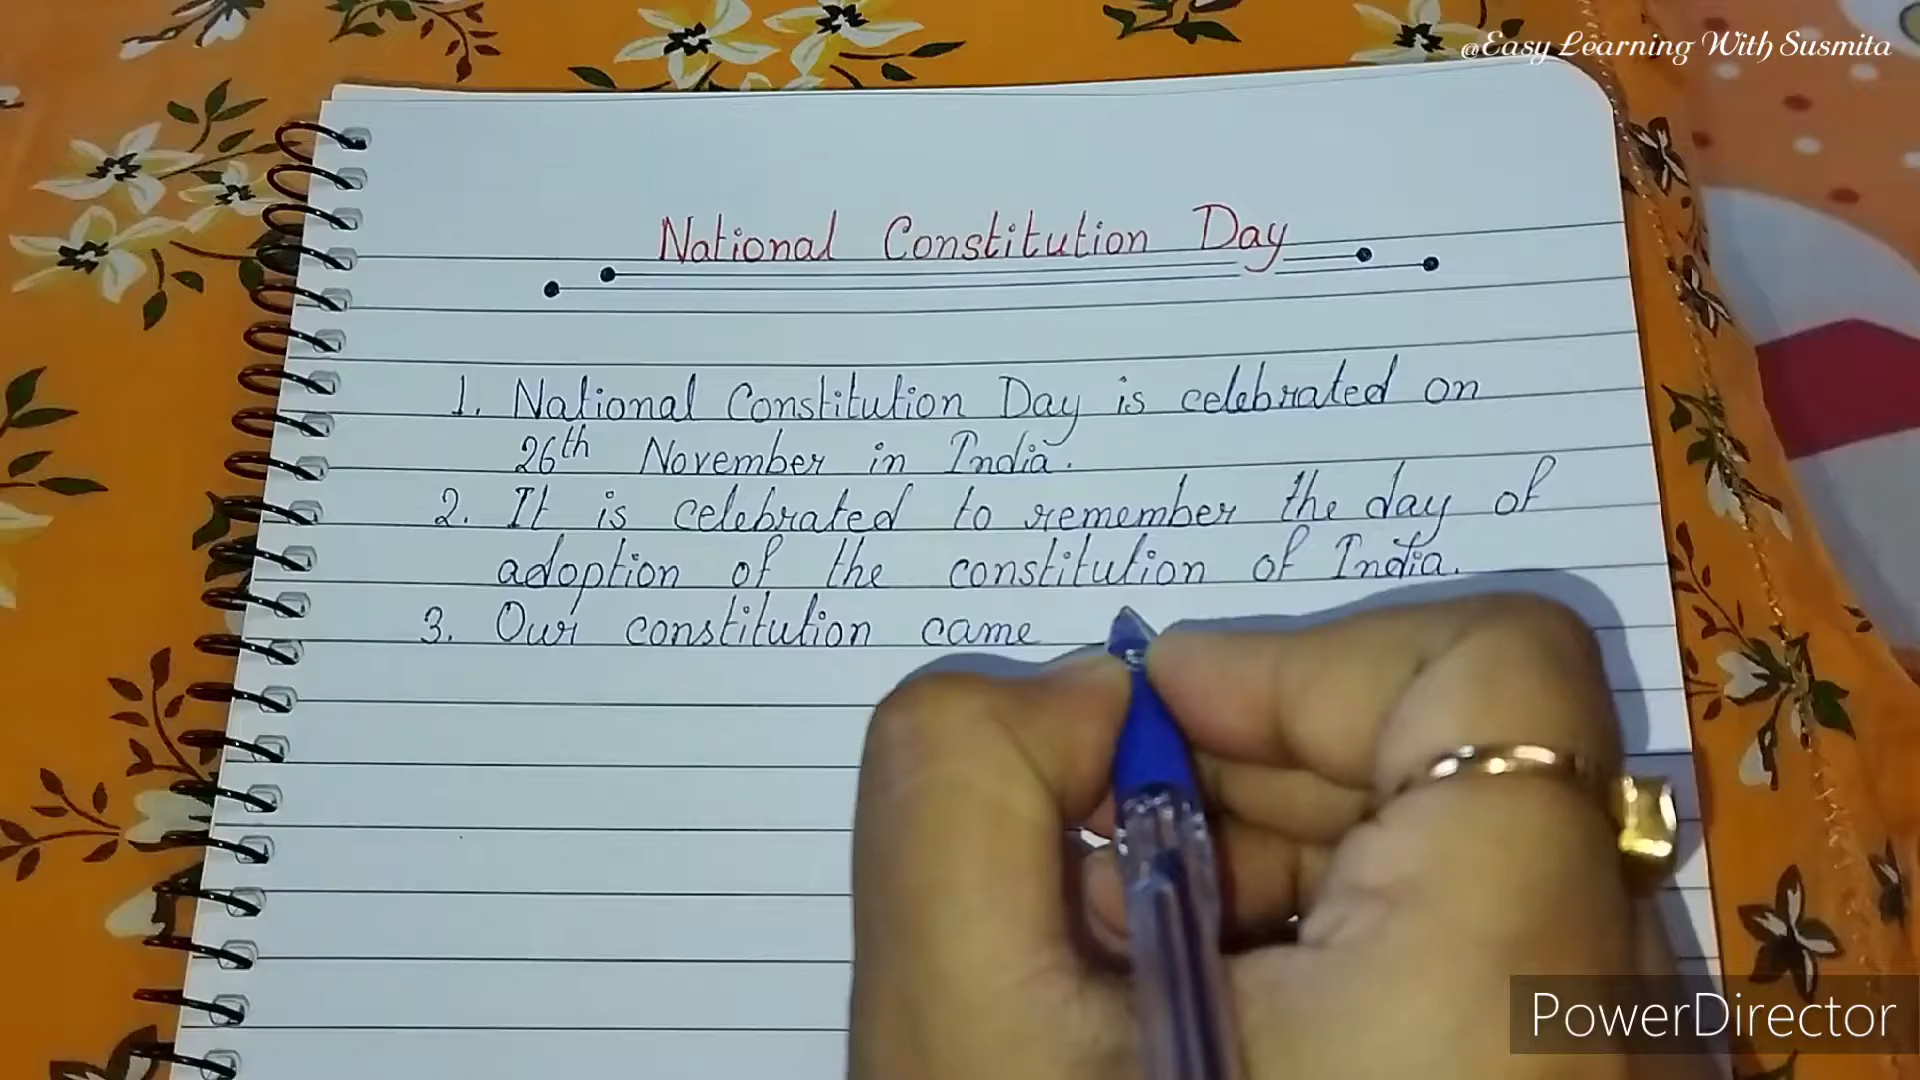 @Easy Learning With Susmita
National Constitution Day
1. National Constitution Day is celebrated on
26th November in India.
2. It is celebrated to remember the day of
adoption of the constitution of India.
3. Our constitution came
PowerDirector